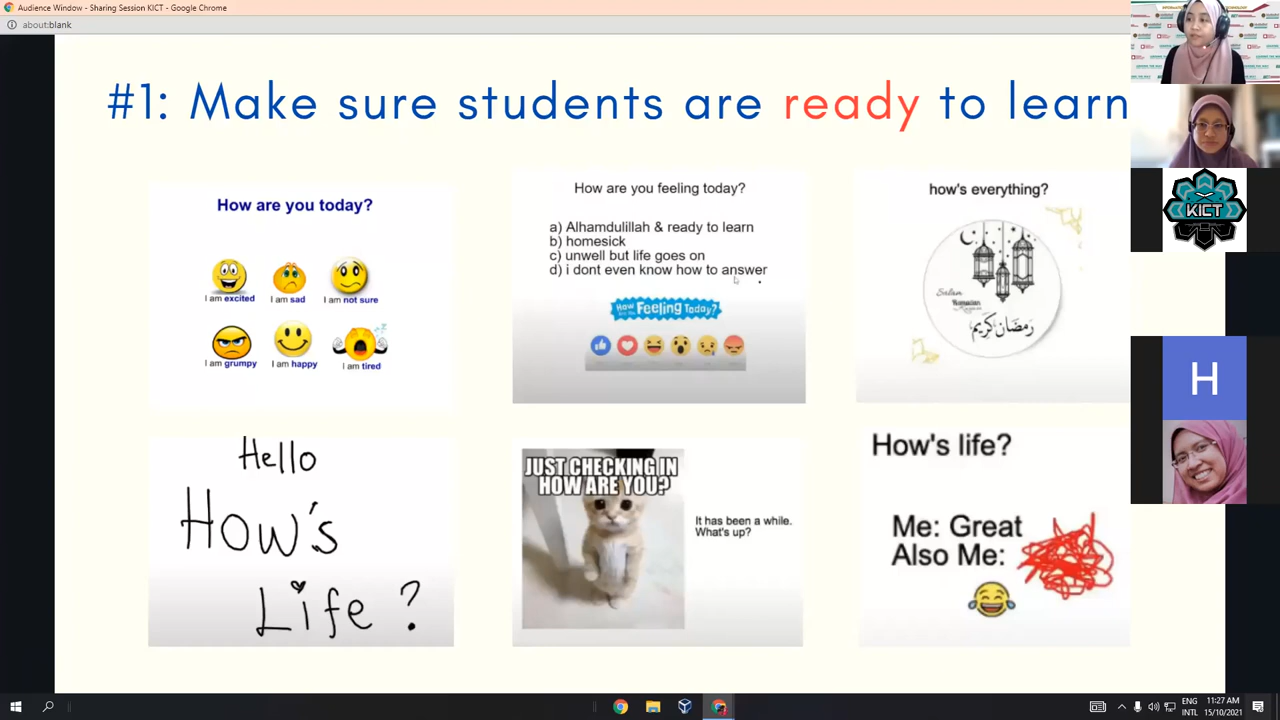 Audience Window - Sharing Session KICT - Google Chrome
about:blank
#1: Make sure students are ready to learn
How are you today?
I am excited
I am sad
I am not sure
I am grumpy
I am happy
I am tired
How are you feeling today?
a) Alhamdulillah & ready to learn
b) homesick
c) unwell but life goes on
d) i dont even know how to answer
Feeling Today?
how's everything?
Salam
رمضان كريم
Hello
How's
Life?
JUST CHECKING IN
HOW ARE YOU?
It has been a while.
What's up?
How's life?
Me: Great
Also Me:
KICT
H
ENG
INTL
11:27 AM
15/10/2021